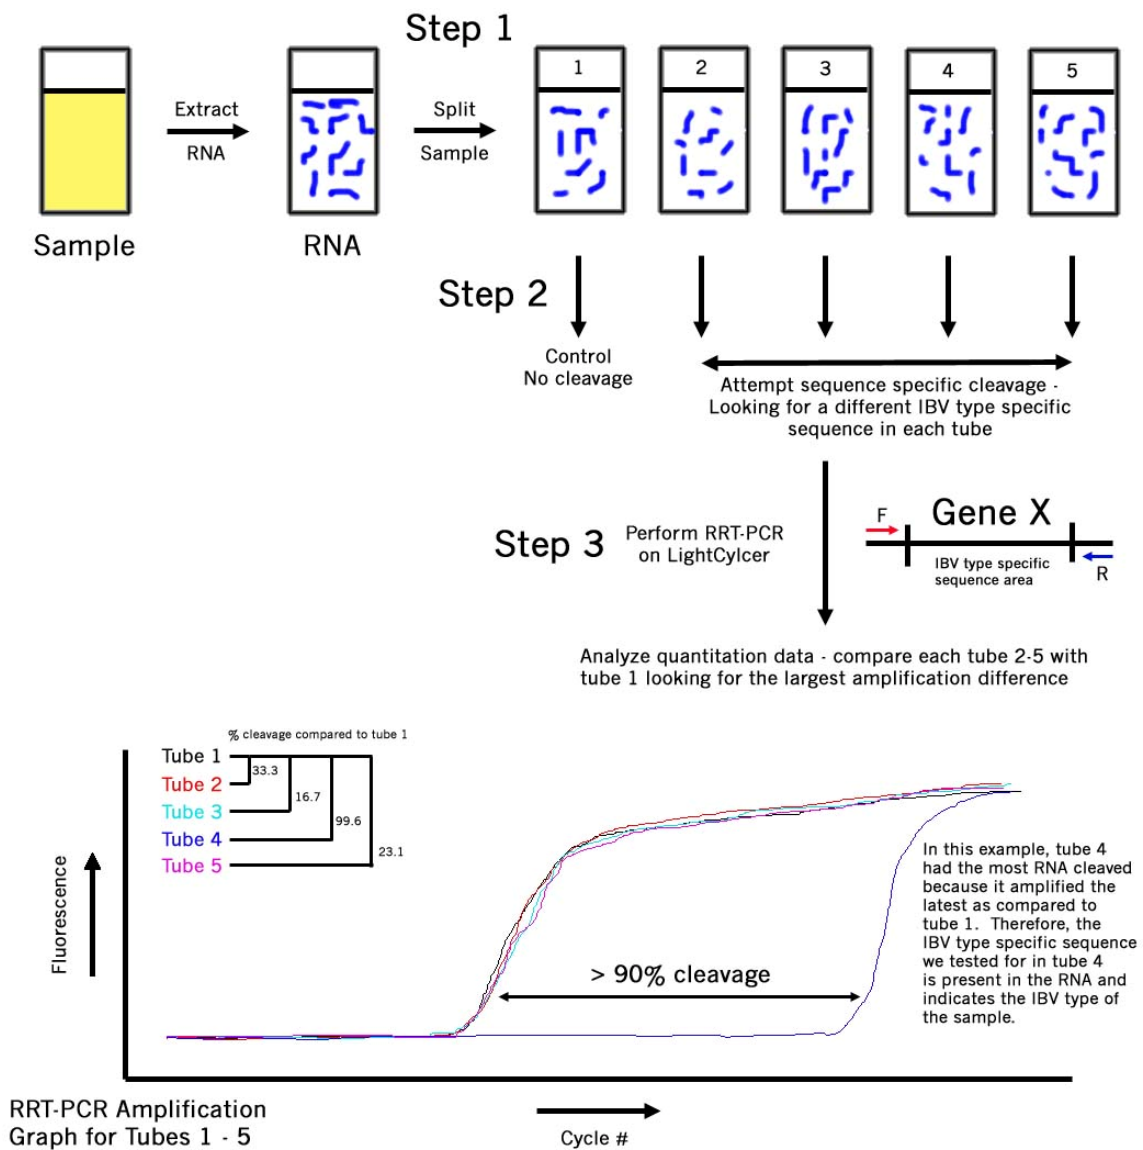 Step 1
1
2
3
4
5
Extract
RNA
Split
Sample
Sample
RNA
Step 2
Control
No cleavage
Attempt sequence specific cleavage -
Looking for a different IBV type specific
sequence in each tube
Step 3
Perform RRT-PCR
on LightCylcer
F
Gene X
IBV type specific
sequence area
R
Analyze quantitation data - compare each tube 2-5 with
tube 1 looking for the largest amplification difference
% cleavage compared to tube 1
Tube 1
Tube 2
Tube 3
Tube 4
Tube 5
33.3
16.7
99.6
23.1
Fluorescence
> 90% cleavage
In this example, tube 4
had the most RNA cleaved
because it amplified the
latest as compared to
tube 1. Therefore, the
IBV type specific sequence
we tested for in tube 4
is present in the RNA and
indicates the IBV type of
the sample.
RRT-PCR Amplification
Graph for Tubes 1 - 5
Cycle #